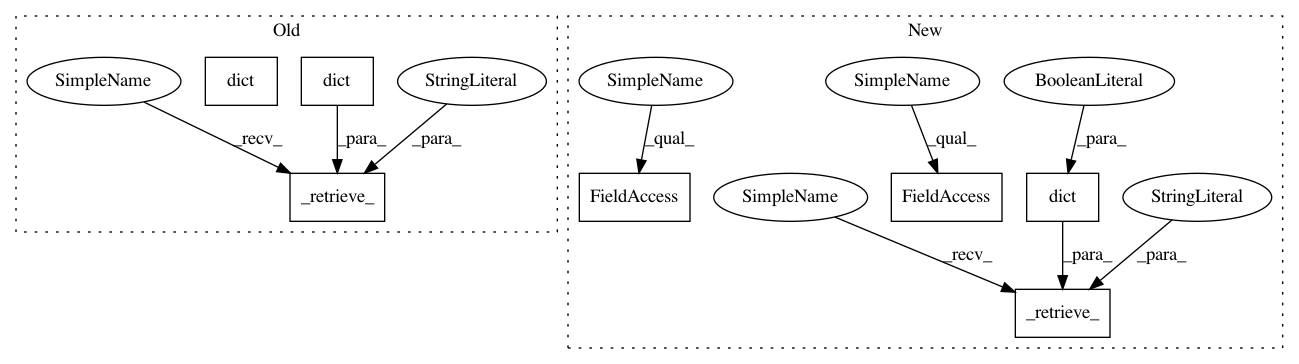 Old
New
SimpleName
dict
dict
StringLiteral
SimpleName
SimpleName
BooleanLiteral
_recv_
_para_
_para_
_qual_
_qual_
_para_
_retrieve_
FieldAccess
SimpleName
FieldAccess
dict
StringLiteral
_recv_
_para_
_para_
_retrieve_